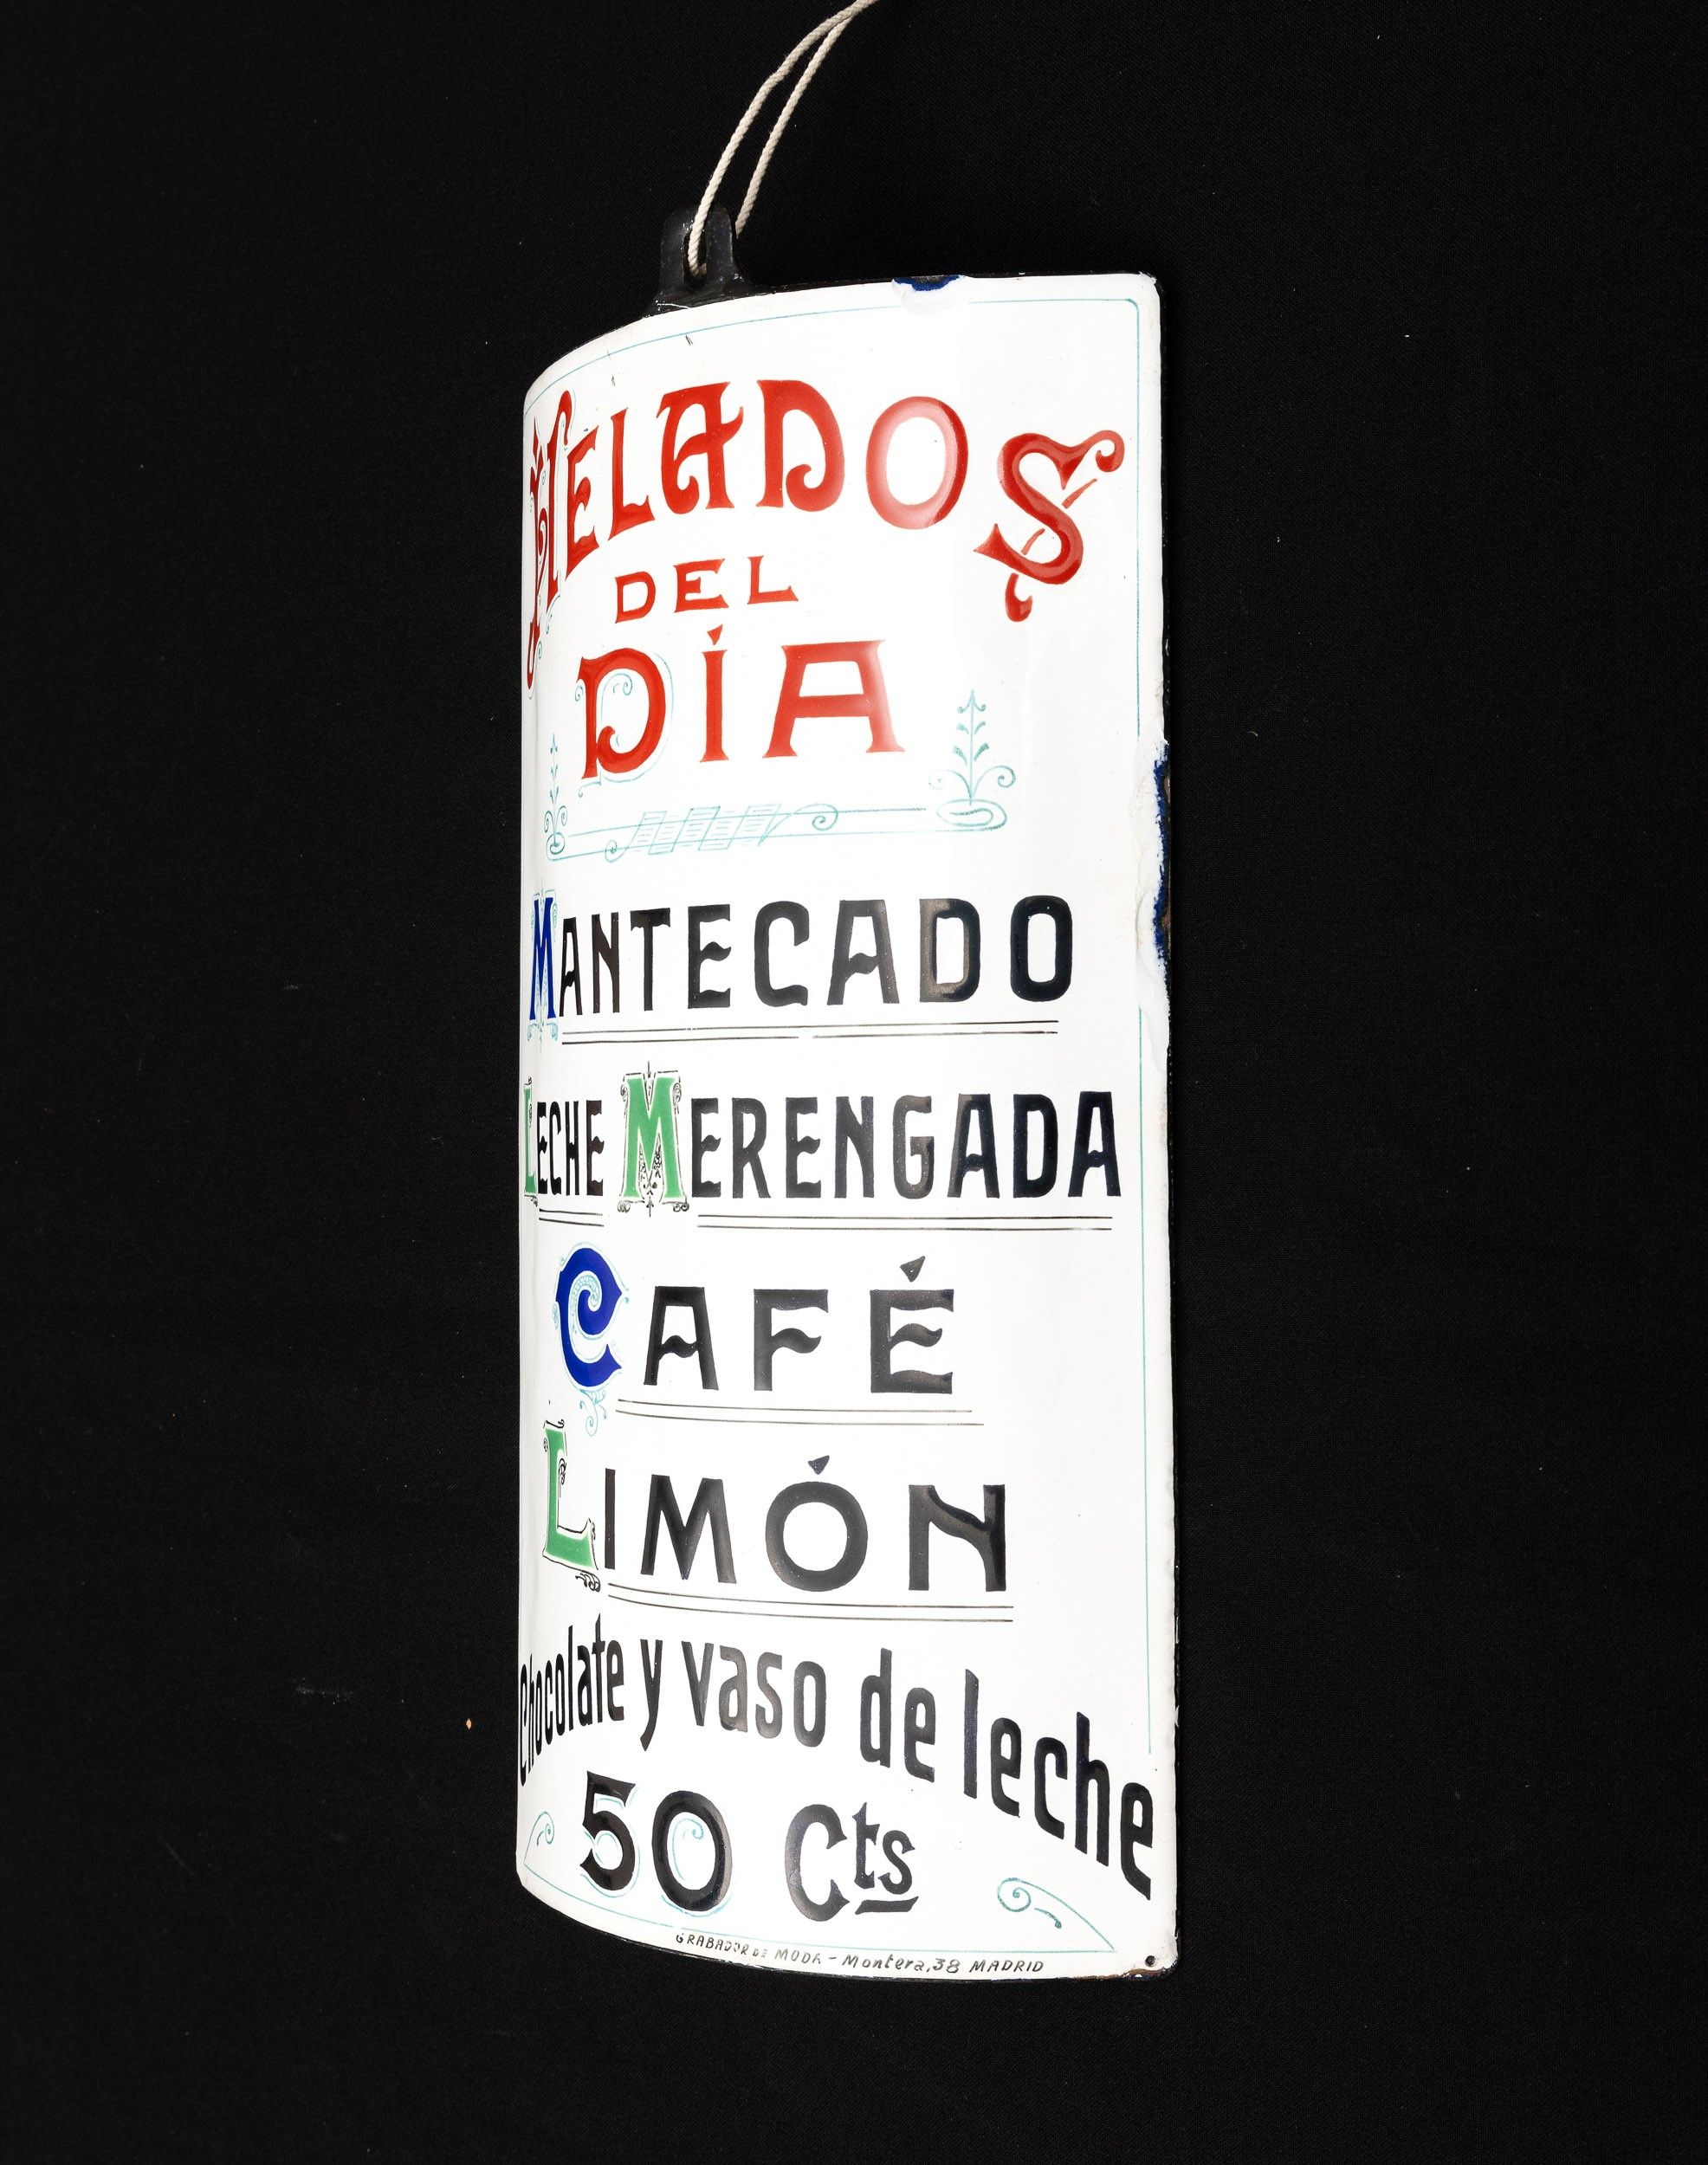 HELADOS
DEL
DÍA
MANTECADO
LECHE MERENGADA
CAFÉ
LIMÓN
Chocolate y vaso de leche
50 Cts
GRABADOR DE MODA - Montera, 38 MADRID